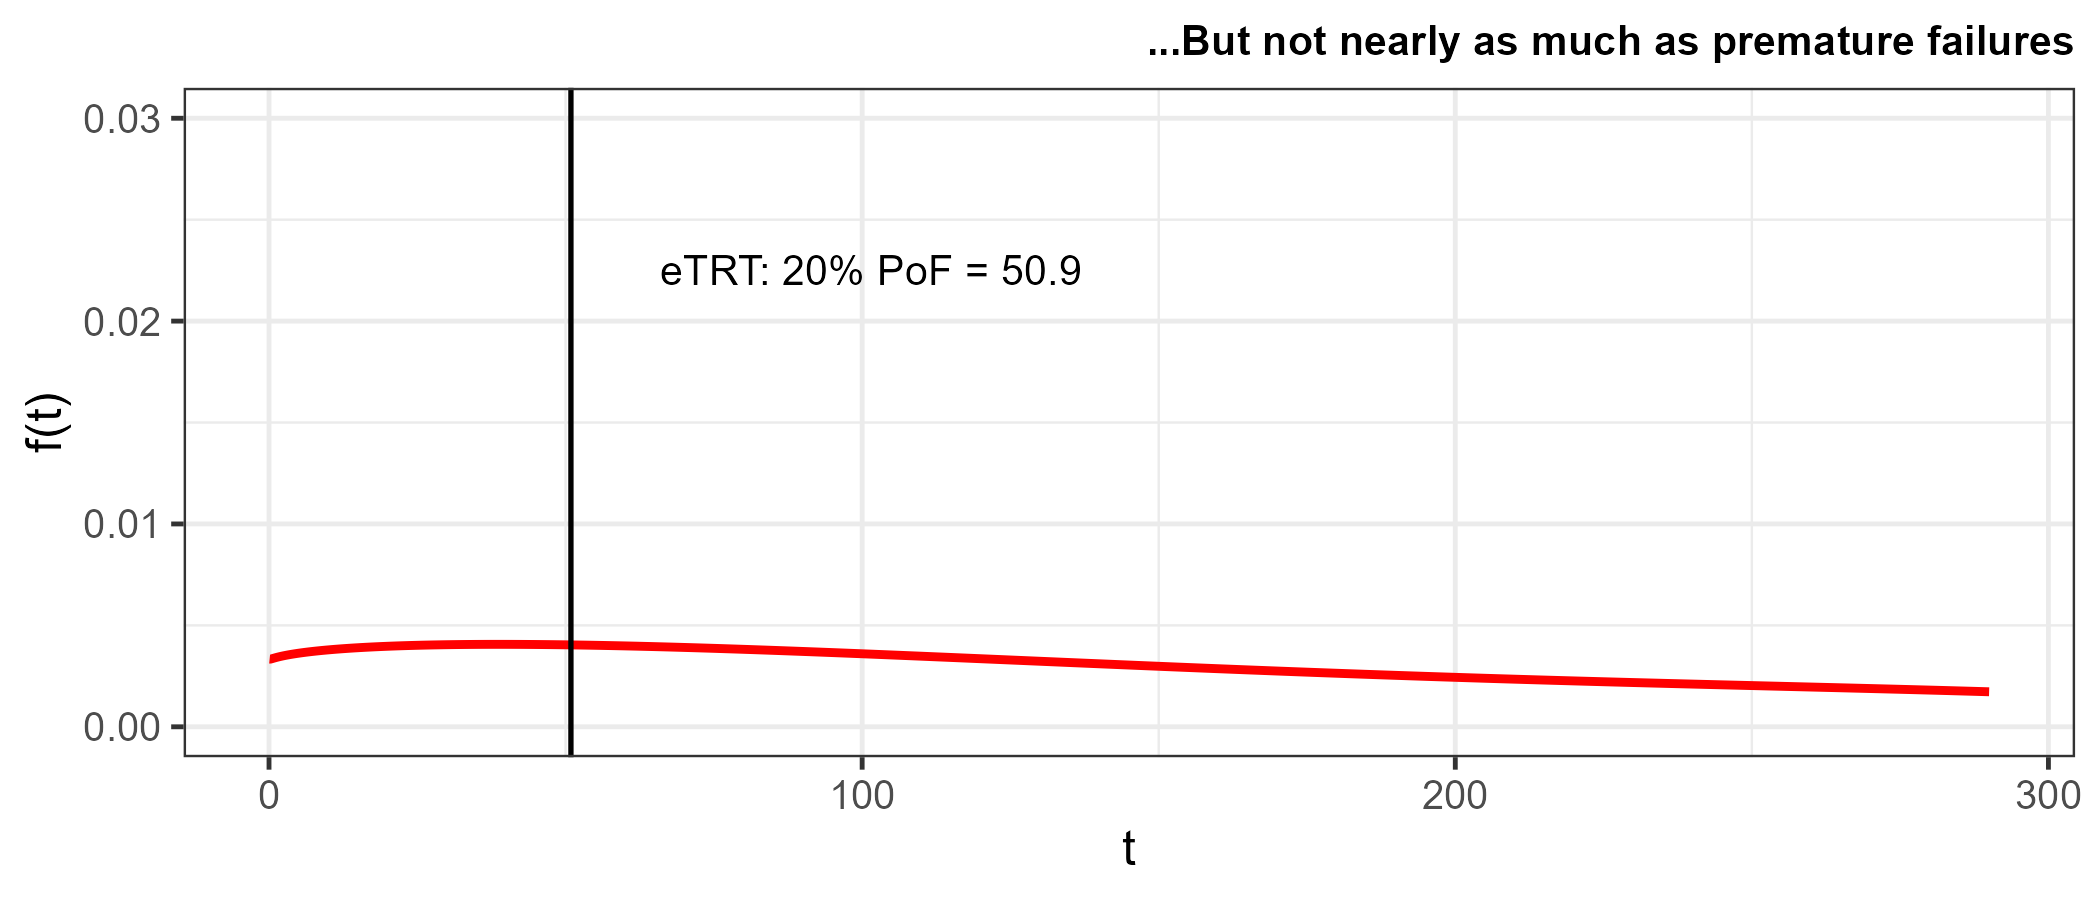 ...But not nearly as much as premature failures
0.03
0.02
0.01
0.00
f(t)
eTRT: 20% PoF = 50.9
0 100 200 300
t